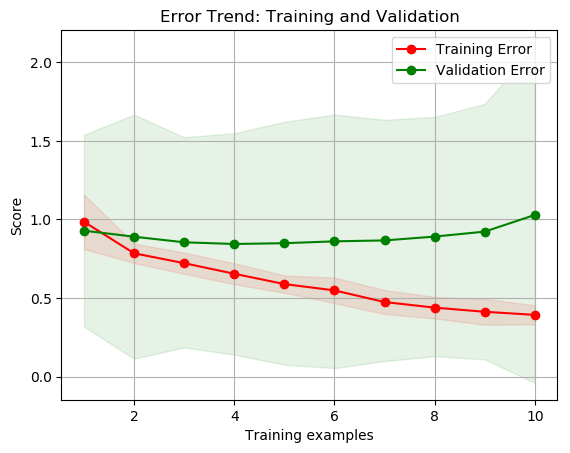 Error Trend: Training and Validation
Training Error
Validation Error
Score
2.0
1.5
1.0
0.5
0.0
2
4
6
8
10
Training examples